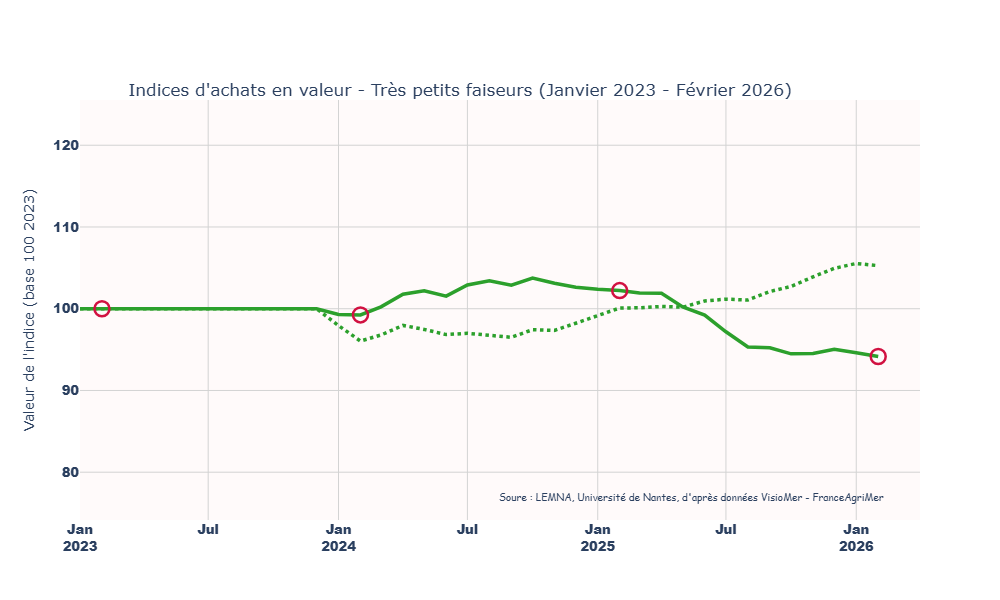 Indices d'achats en valeur - Très petits faiseurs (Janvier 2023 - Février 2026)
Valeur de l'indice (base 100 2023)
120
110
100
90
80
Soure : LEMNA, Université de Nantes, d'après données VisioMer - FranceAgriMer
Jan Jul Jan Jul Jan Jul Jan
2023 2024 2025 2026